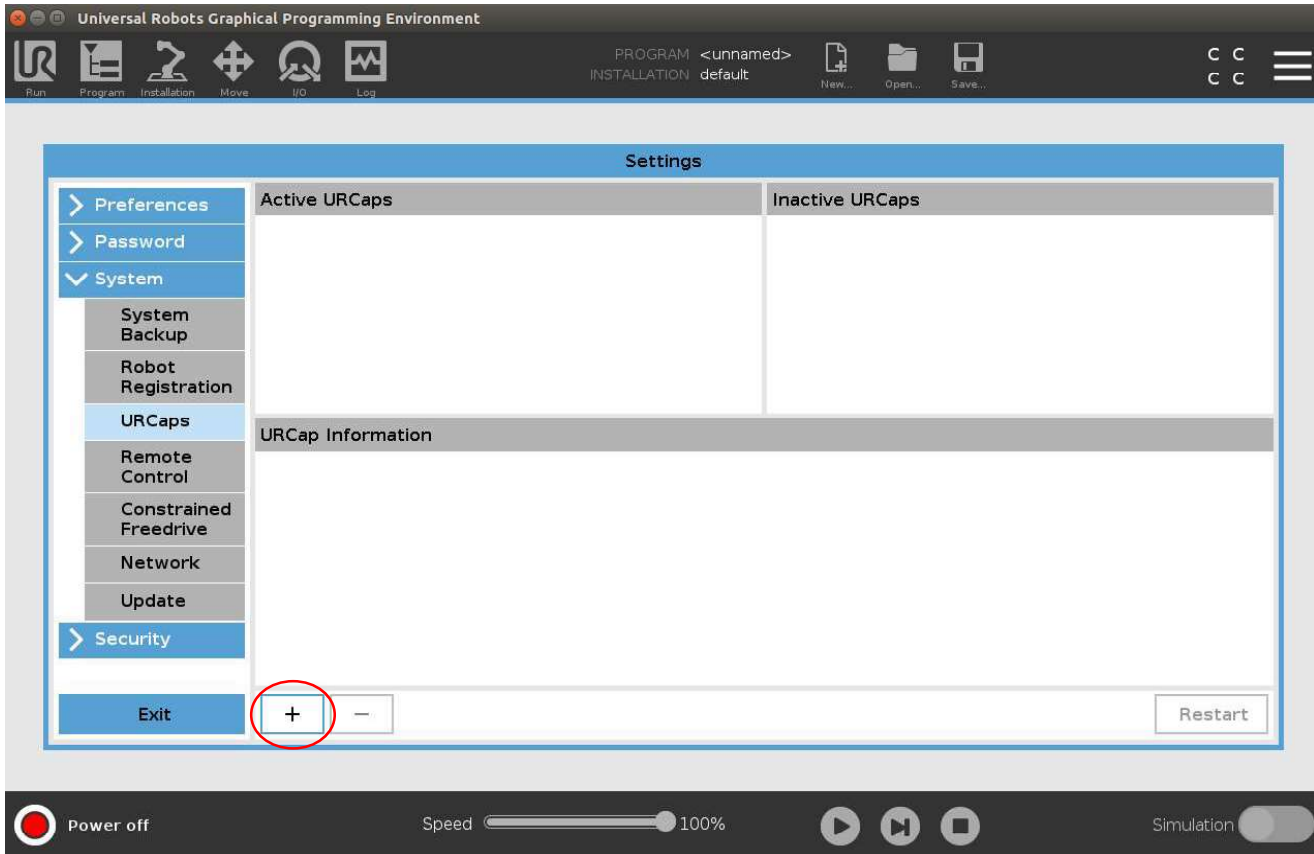 Universal Robots Graphical Programming Environment
UR
PROGRAM <unnamed>
INSTALLATION default
C C
C C
Run
Program
Installation
Move
I/O
Log
New...
Open...
Save...
Settings
Preferences
Password
System
System
Backup
Robot
Registration
URCaps
Remote
Control
Constrained
Freedrive
Network
Update
Security
Exit
Active URCaps
Inactive URCaps
URCap Information
+
−
Restart
Power off
Speed
100%
Simulation